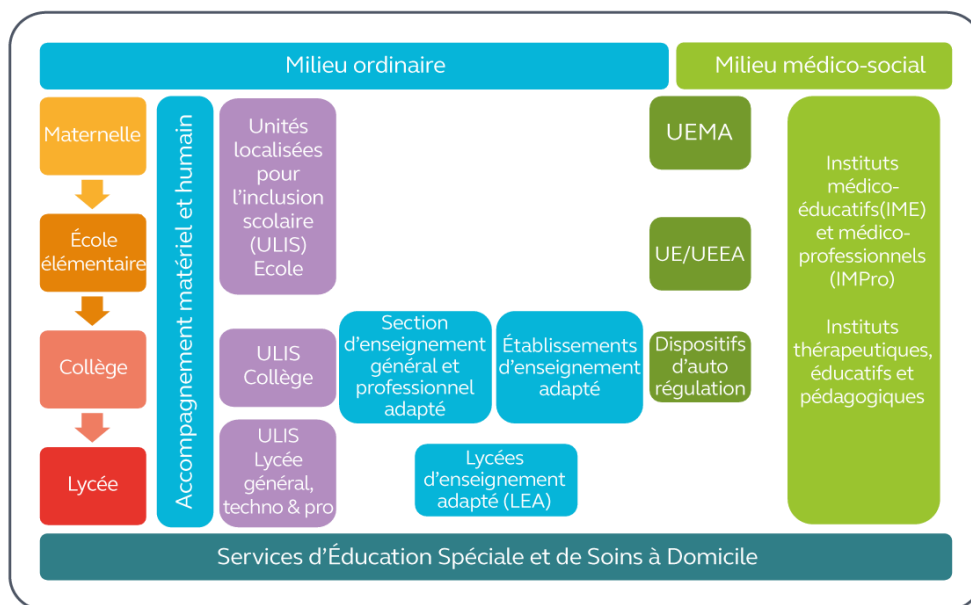 Milieu ordinaire
Milieu médico-social
Maternelle
École
élémentaire
Collège
Lycée
Accompagnement matériel et humain
Unités
localisées
pour
l'inclusion
scolaire
(ULIS)
Ecole
ULIS
Collège
ULIS
Lycée
général,
techno & pro
Section
d'enseignement
général et
professionnel
adapté
Établissements
d'enseignement
adapté
Lycées
d'enseignement
adapté (LEA)
UEMA
UE/UEEA
Dispositifs
d'auto
régulation
Instituts
médico-
éducatifs(IME)
et médico-
professionnels
(IMPro)
Instituts
thérapeutiques,
éducatifs et
pédagogiques
Services d'Éducation Spéciale et de Soins à Domicile